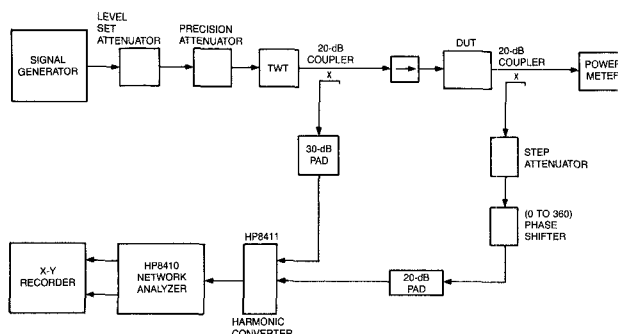 LEVEL
SET
ATTENUATOR
PRECISION
ATTENUATOR
20-dB
COUPLER
DUT
20-dB
COUPLER
SIGNAL
GENERATOR
TWT
X
X
POWER
METER
30-dB
PAD
STEP
ATTENUATOR
(0 TO 360)
PHASE
SHIFTER
HP8411
X-Y
RECORDER
HP8410
NETWORK
ANALYZER
20-dB
PAD
HARMONIC
CONVERTER